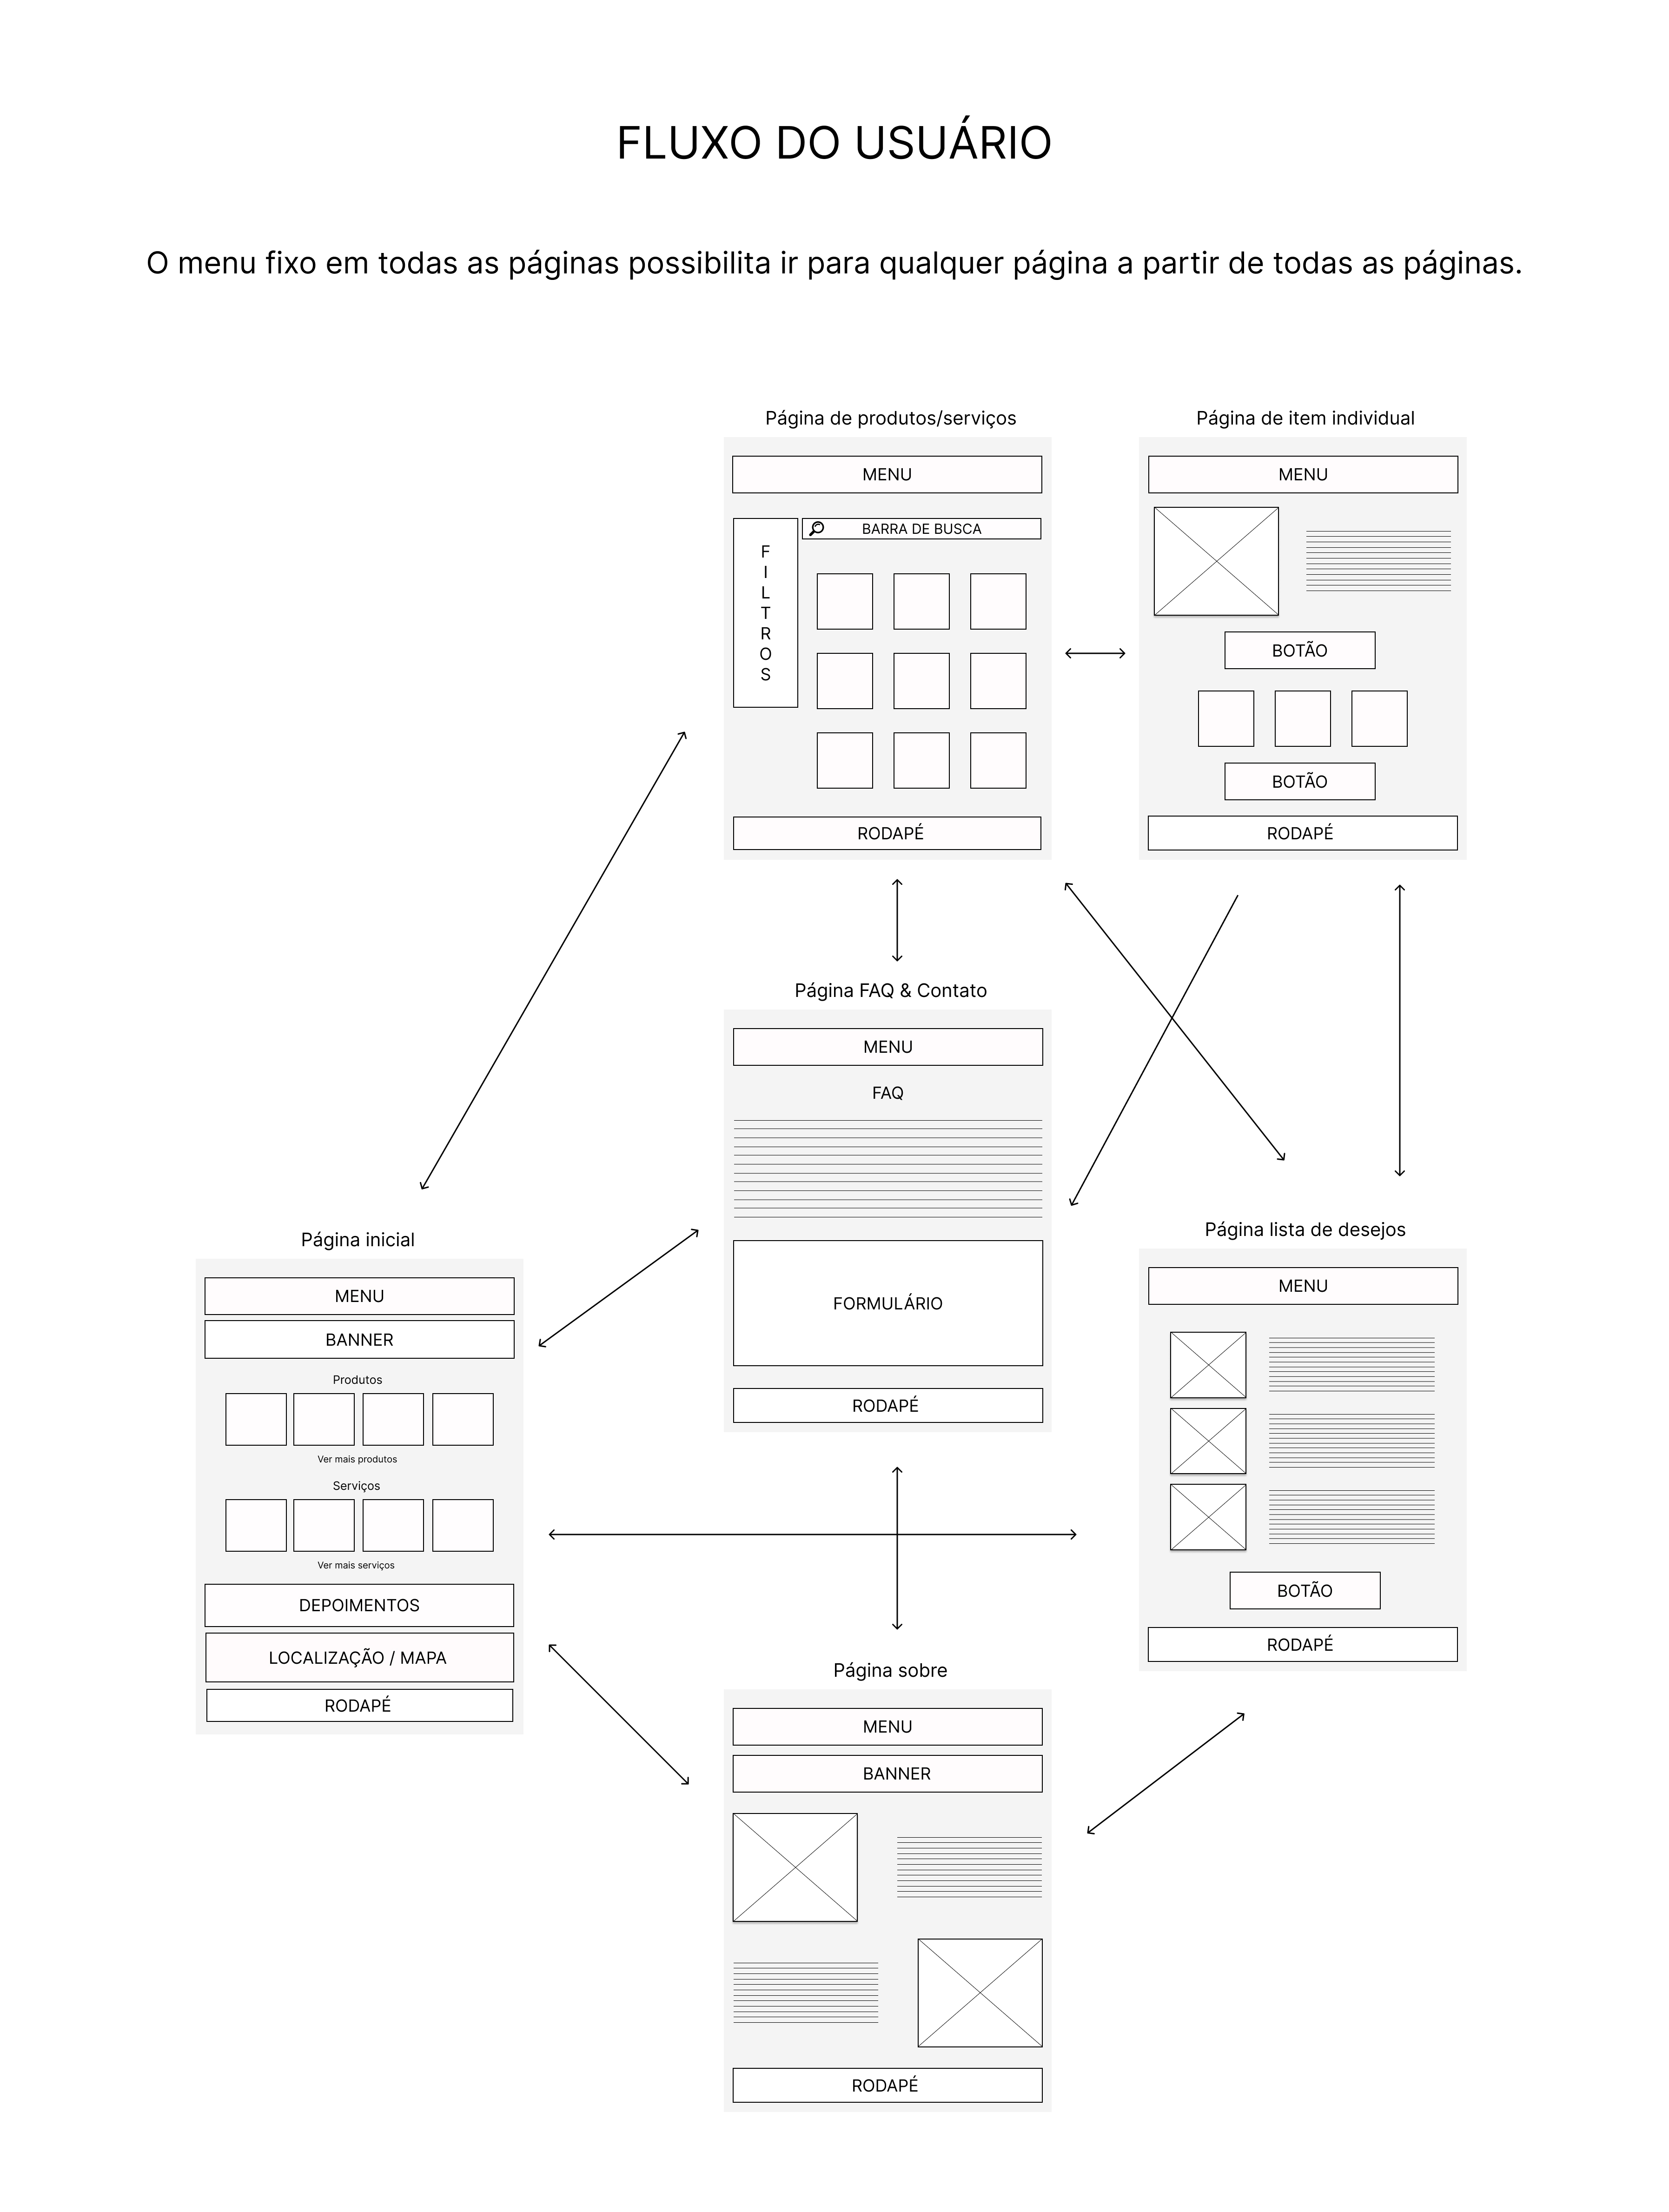 FLUXO DO USUÁRIO
O menu fixo em todas as páginas possibilita ir para qualquer página a partir de todas as páginas.
Página de produtos/serviços
MENU
FILTROS
BARRA DE BUSCA
RODAPÉ
Página de item individual
MENU
BOTÃO
BOTÃO
RODAPÉ
Página FAQ & Contato
MENU
FAQ
FORMULÁRIO
RODAPÉ
Página inicial
MENU
BANNER
Produtos
Ver mais produtos
Serviços
Ver mais serviços
DEPOIMENTOS
LOCALIZAÇÃO / MAPA
RODAPÉ
Página lista de desejos
MENU
BOTÃO
RODAPÉ
Página sobre
MENU
BANNER
RODAPÉ